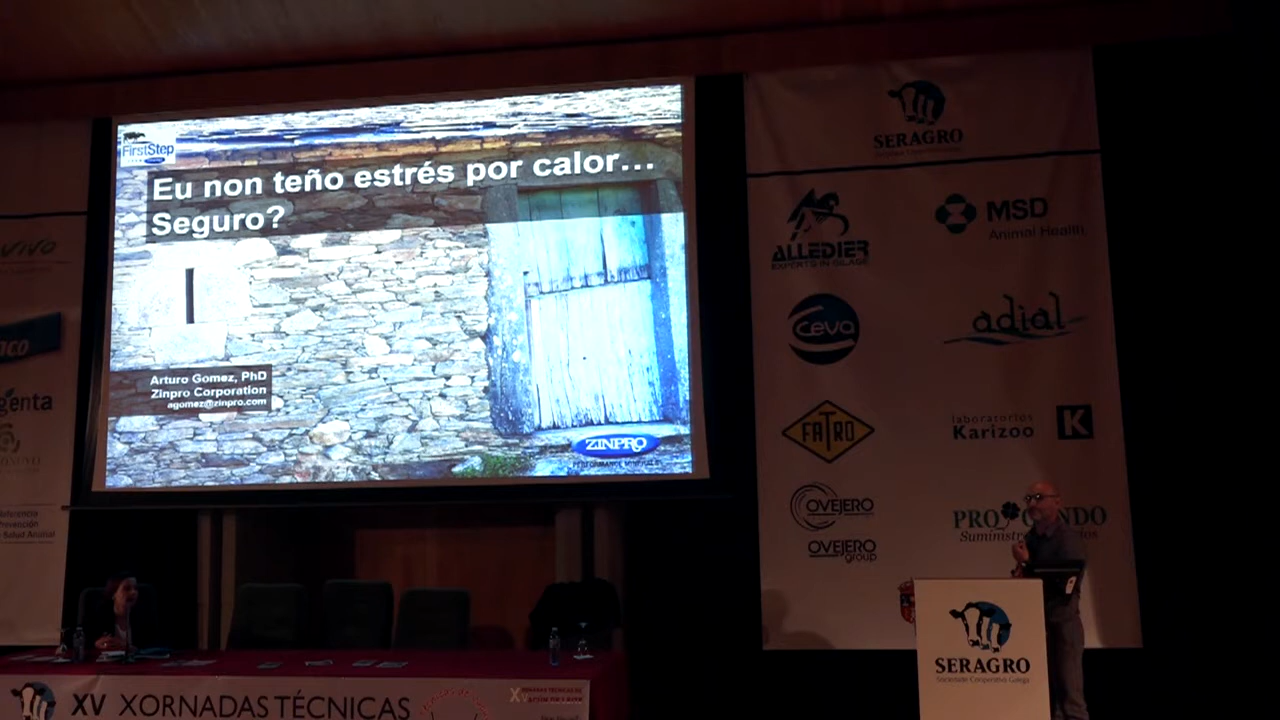 FirstStep
Eu non teño estrés por calor...
Seguro?
Arturo Gomez, PhD
Zinpro Corporation
agomez@zinpro.com
ZINPRO
PERFORMANCE MINERALS
SERAGRO
ALLEDIER
EXPERTS IN SILAGE
MSD
Animal Health
Ceva
adial
FATRO
laboratorios
Karizoo
K
OVEJERO
OVEJERO
group
SERAGRO
Sociedade Cooperativa Galega
XV XORNADAS TÉCNICAS